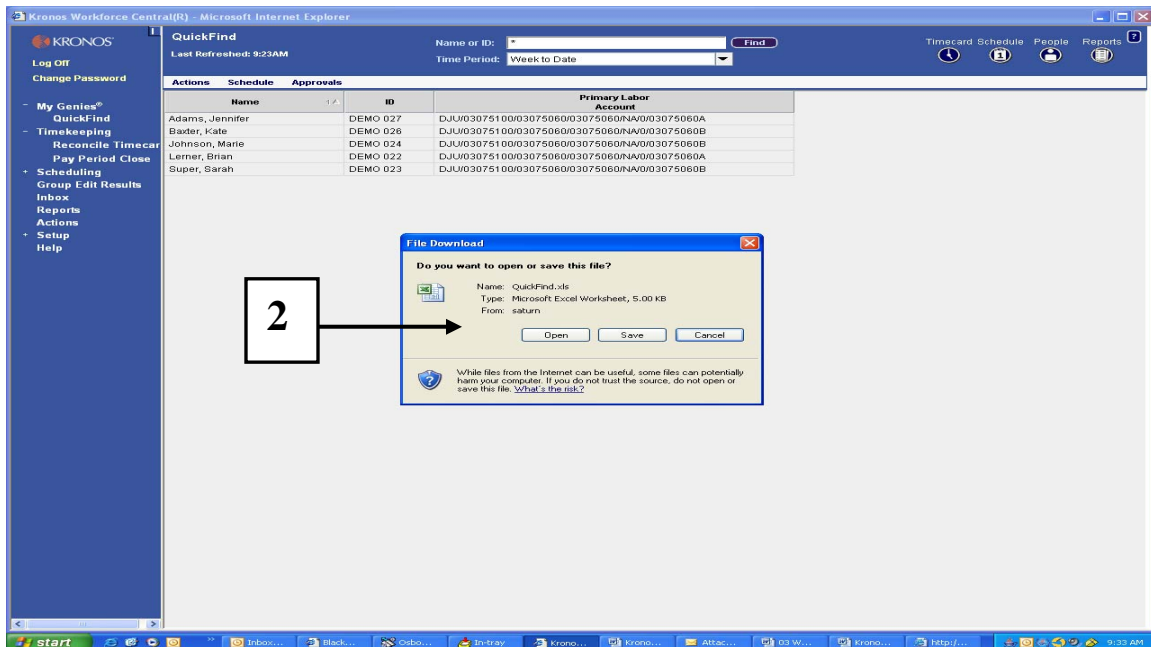 Kronos Workforce Central(R) - Microsoft Internet Explorer
KRONOS
Log Off
Change Password
QuickFind
Last Refreshed: 9:23AM
Name or ID: * Find
Time Period: Week to Date
Timecard Schedule People Reports ?
Actions Schedule Approvals
- My Genies®
QuickFind
- Timekeeping
Reconcile Timecar
Pay Period Close
+ Scheduling
Group Edit Results
Inbox
Reports
Actions
+ Setup
Help
Name ID Primary Labor Account
Adams, Jennifer DEMO 027 DJU/03075100/03075060/03075060/NA/0/03075060A
Baxter, Kate DEMO 026 DJU/03075100/03075060/03075060/NA/0/03075060B
Johnson, Marie DEMO 024 DJU/03075100/03075060/03075060/NA/0/03075060B
Lerner, Brian DEMO 022 DJU/03075100/03075060/03075060/NA/0/03075060A
Super, Sarah DEMO 023 DJU/03075100/03075060/03075060/NA/0/03075060B
2
File Download
Do you want to open or save this file?
Name: QuickFind.xls
Type: Microsoft Excel Worksheet, 5.00 KB
From: saturn
Open Save Cancel
While files from the Internet can be useful, some files can potentially
harm your computer. If you do not trust the source, do not open or
save this file. What's the risk?
start Inbox... Black... Osbo... In-tray Krono... Krono... Attac... 03 W... Krono... http:/... 9:33 AM